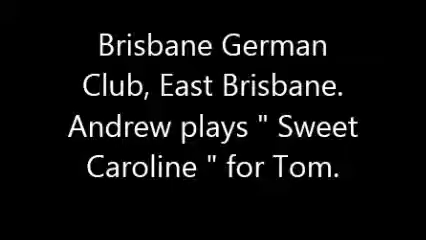 Brisbane German
Club, East Brisbane.
Andrew plays " Sweet
Caroline " for Tom.